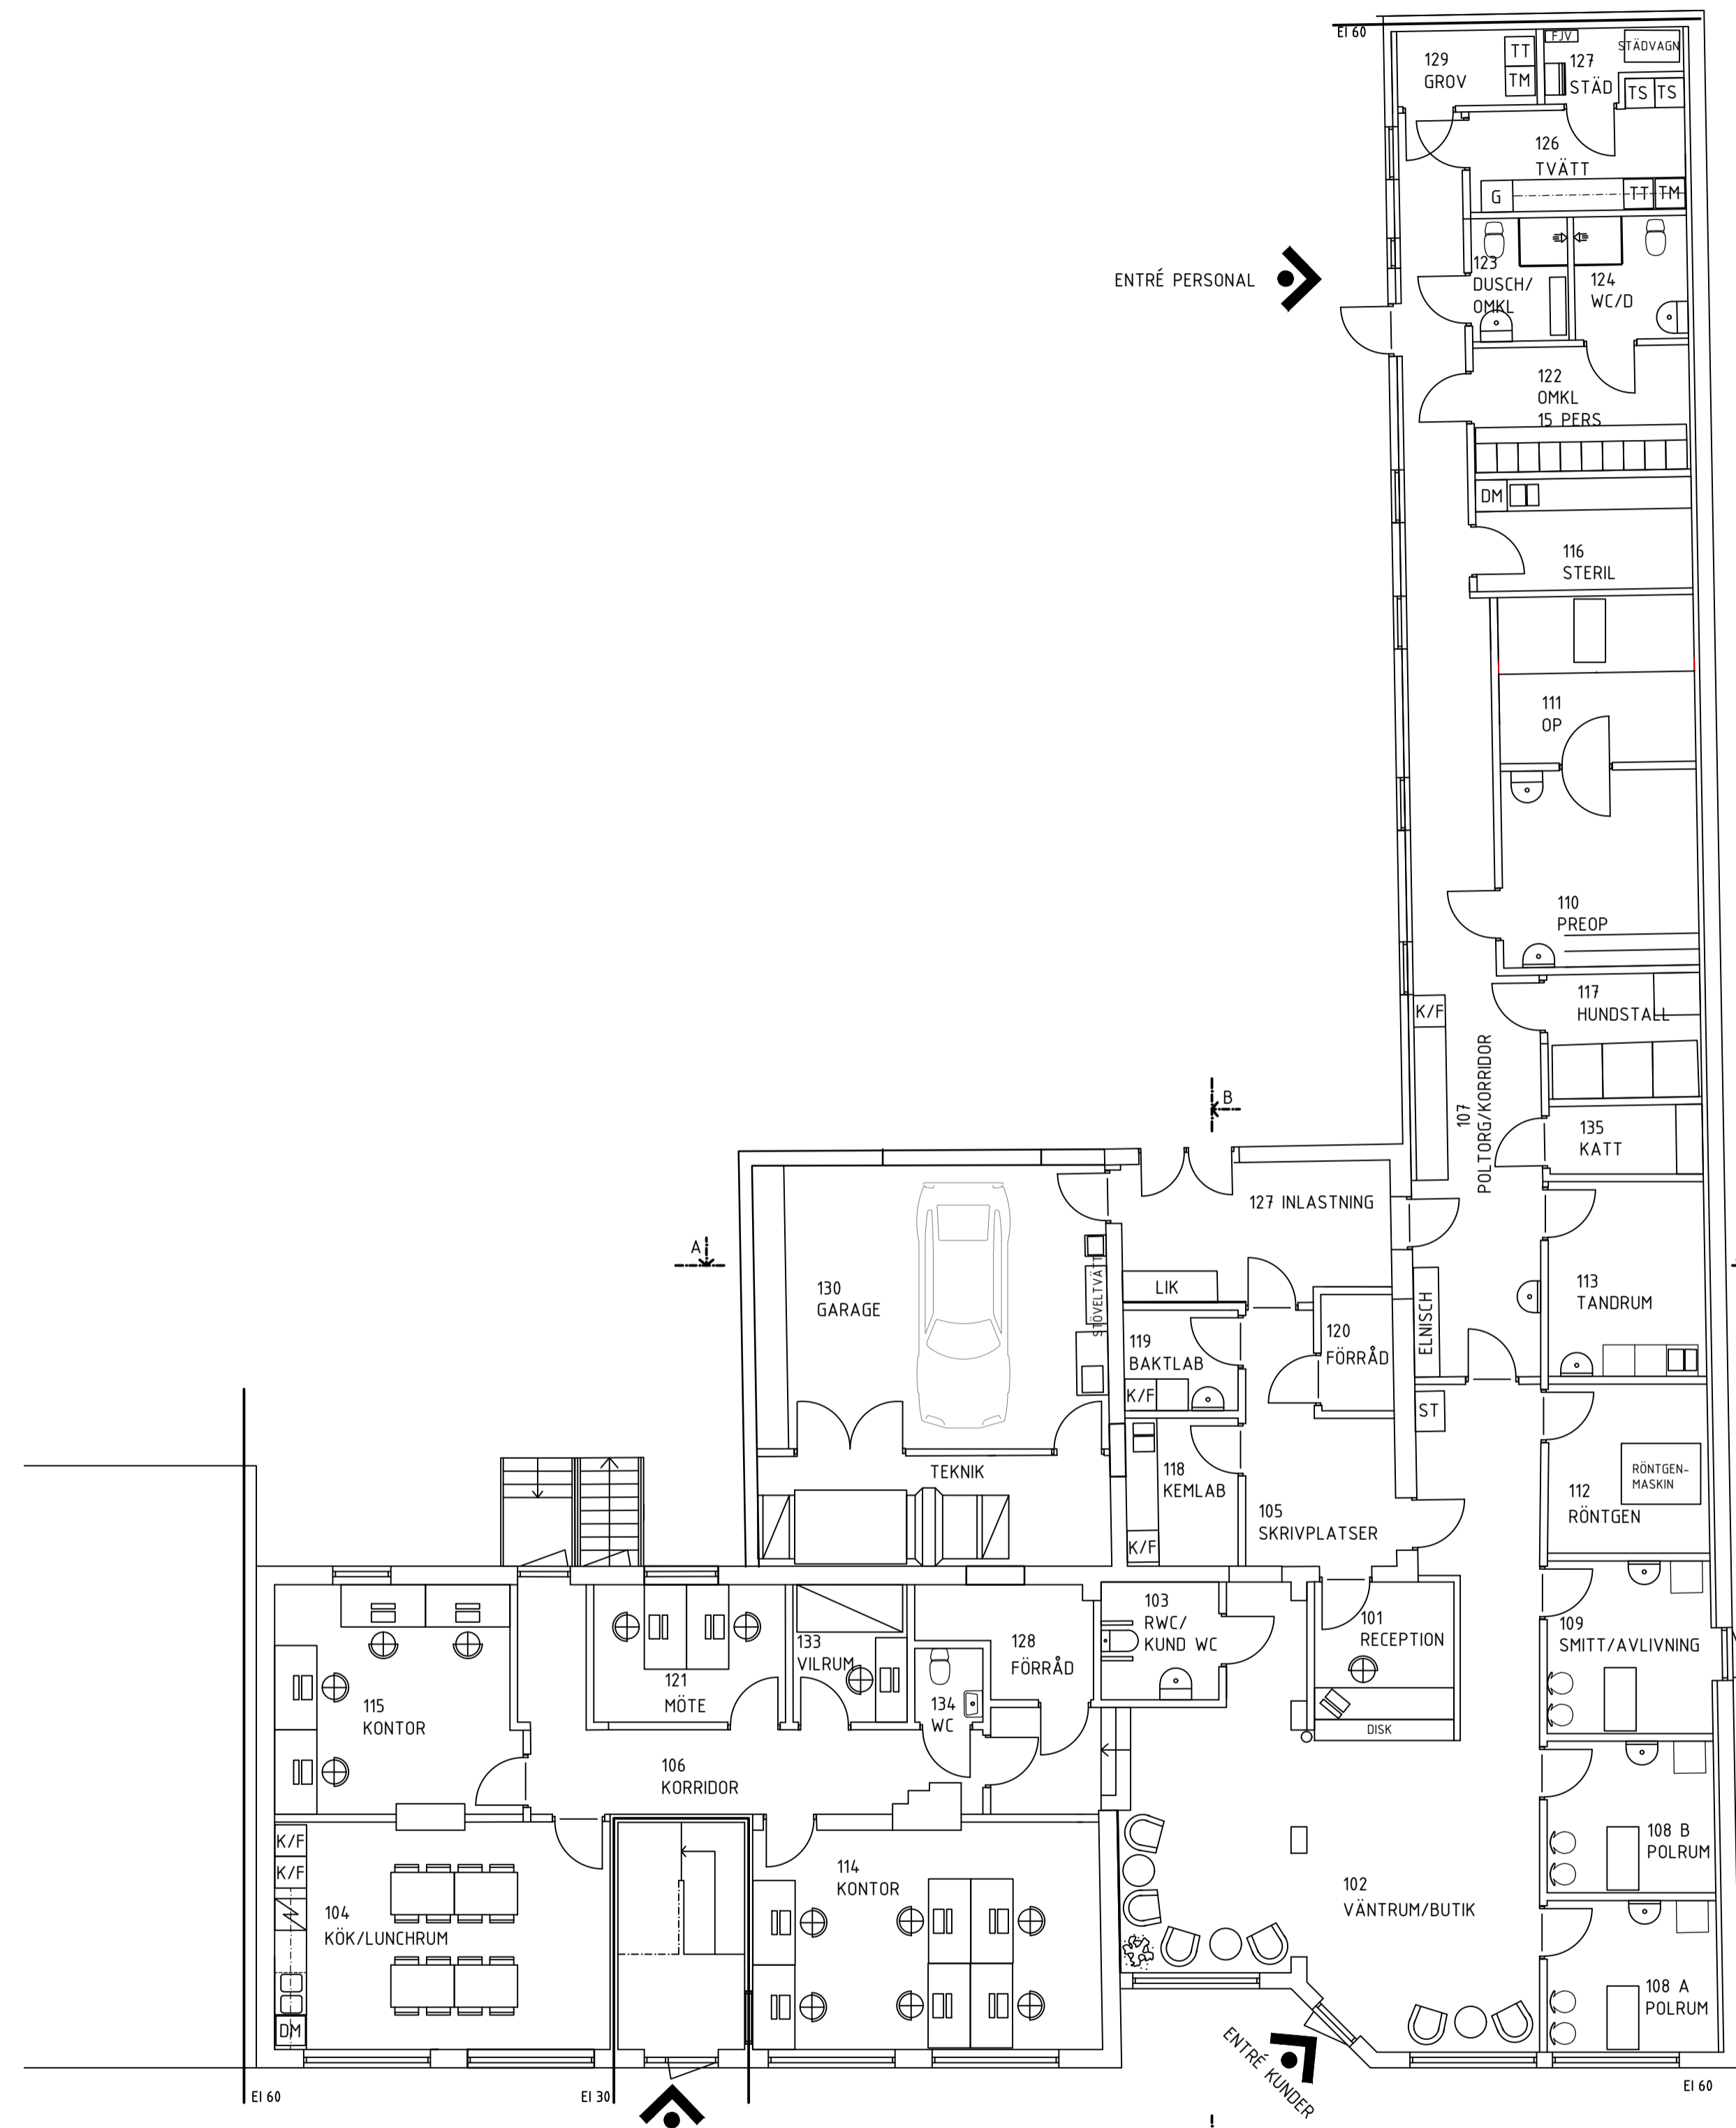 EI 60
129
GROV
TT
TM
FJV
127
STÄD
STÄDVAGN
TS
TS
126
TVÄTT
G
TT
TM
ENTRÉ PERSONAL
123
DUSCH/
OMKL
124
WC/D
122
OMKL
15 PERS
DM
116
STERIL
111
OP
110
PREOP
117
HUNDSTALL
K/F
107
POLTORG/KORRIDOR
135
KATT
B
A
127 INLASTNING
130
GARAGE
STÖVELTVÄTT
LIK
119
BAKTLAB
K/F
120
FÖRRÅD
ELNISCH
113
TANDRUM
ST
TEKNIK
118
KEMLAB
K/F
105
SKRIVPLATSER
RÖNTGEN-
MASKIN
112
RÖNTGEN
103
RWC/
KUND WC
101
RECEPTION
DISK
109
SMITT/AVLIVNING
115
KONTOR
121
MÖTE
133
VILRUM
134
WC
128
FÖRRÅD
106
KORRIDOR
K/F
K/F
104
KÖK/LUNCHRUM
DM
114
KONTOR
102
VÄNTRUM/BUTIK
108 B
POLRUM
108 A
POLRUM
ENTRÉ KUNDER
EI 60
EI 30
EI 60